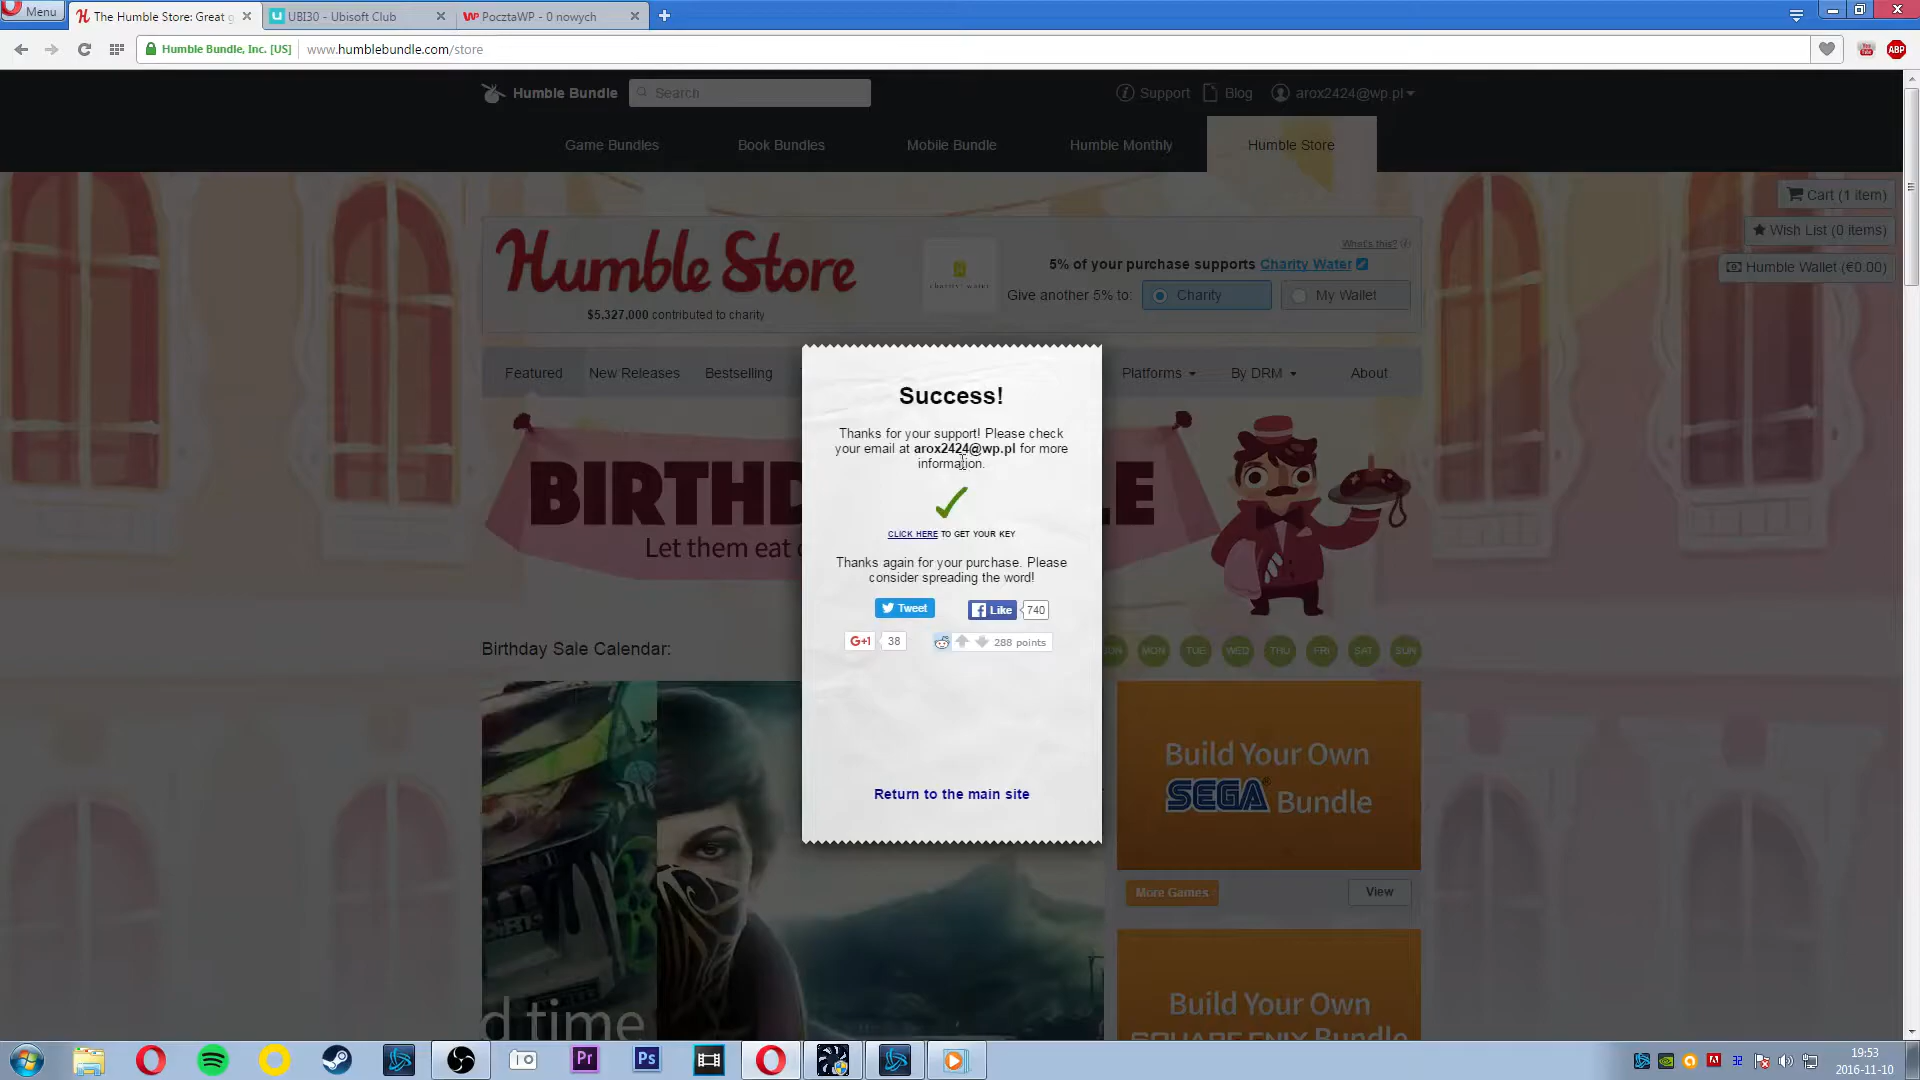 Menu
The Humble Store: Great g
UBI30 - Ubisoft Club
PocztaWP - 0 nowych
Humble Bundle, Inc. [US]
www.humblebundle.com/store
ABP
Humble Bundle
Search
Support
Blog
arox2424@wp.pl
Game Bundles
Book Bundles
Mobile Bundle
Humble Monthly
Humble Store
Cart (1 item)
Wish List (0 items)
Humble Wallet (€0.00)
Humble Store
$5,327,000 contributed to charity
What's this?
5% of your purchase supports Charity Water
Give another 5% to:
Charity
My Wallet
Featured
New Releases
Bestselling
Platforms
By DRM
About
BIRTHD
LE
Let them eat c
Success!
Thanks for your support! Please check
your email at arox2424@wp.pl for more
information.
CLICK HERE TO GET YOUR KEY
Thanks again for your purchase. Please
consider spreading the word!
Tweet
Like
740
G+1
38
288 points
Return to the main site
Birthday Sale Calendar:
MON
TUE
WED
THU
FRI
SAT
SUN
Build Your Own
SEGA Bundle
More Games
View
Build Your Own
SQUARE ENIX Bundle
d time
Pr
Ps
19:53
2016-11-10